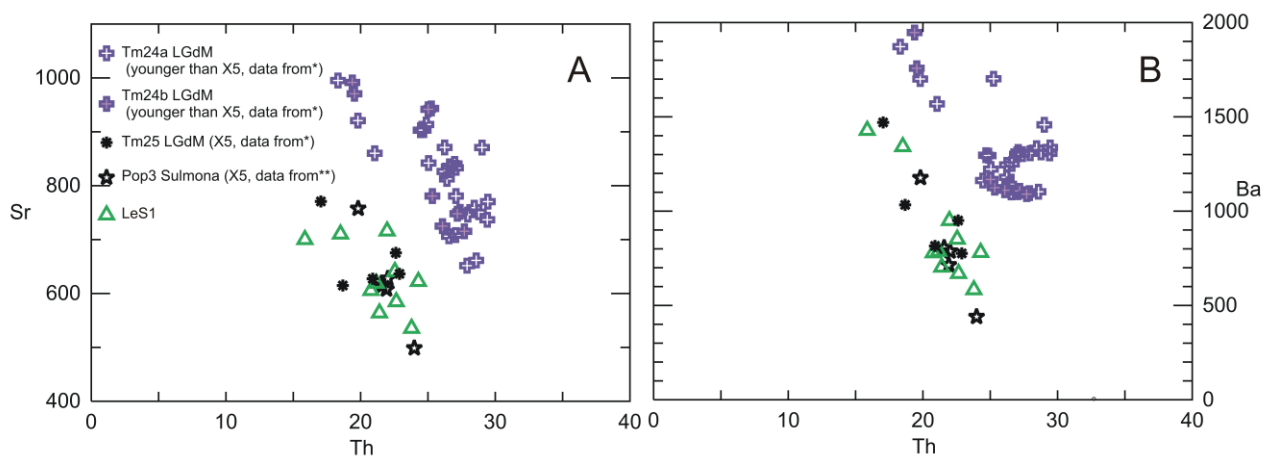 A
B
Tm24a LGdM
(younger than X5, data from*)
Tm24b LGdM
(younger than X5, data from*)
Tm25 LGdM (X5, data from*)
Pop3 Sulmona (X5, data from**)
LeS1
1000
800
600
400
Sr
0
10
20
30
40
Th
2000
1500
1000
500
0
Ba
0
10
20
30
40
Th